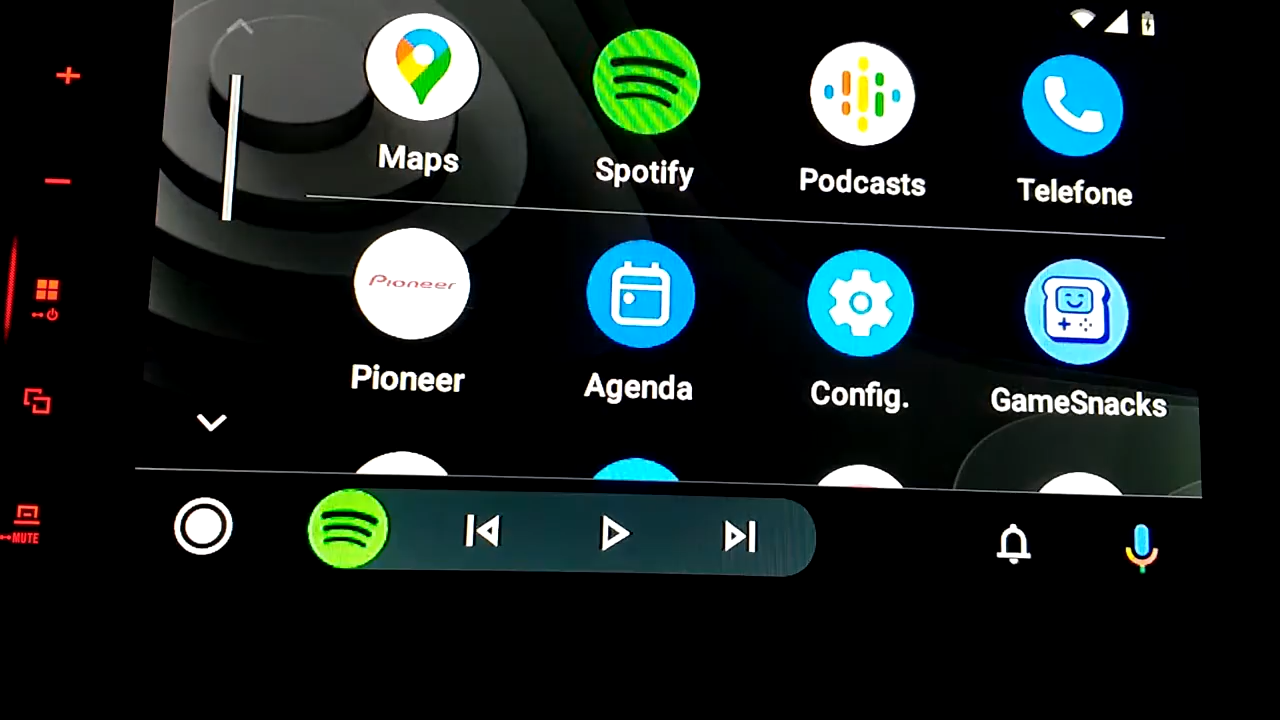 Maps
Spotify
Podcasts
Telefone
Pioneer
Pioneer
Agenda
Config.
GameSnacks
MUTE